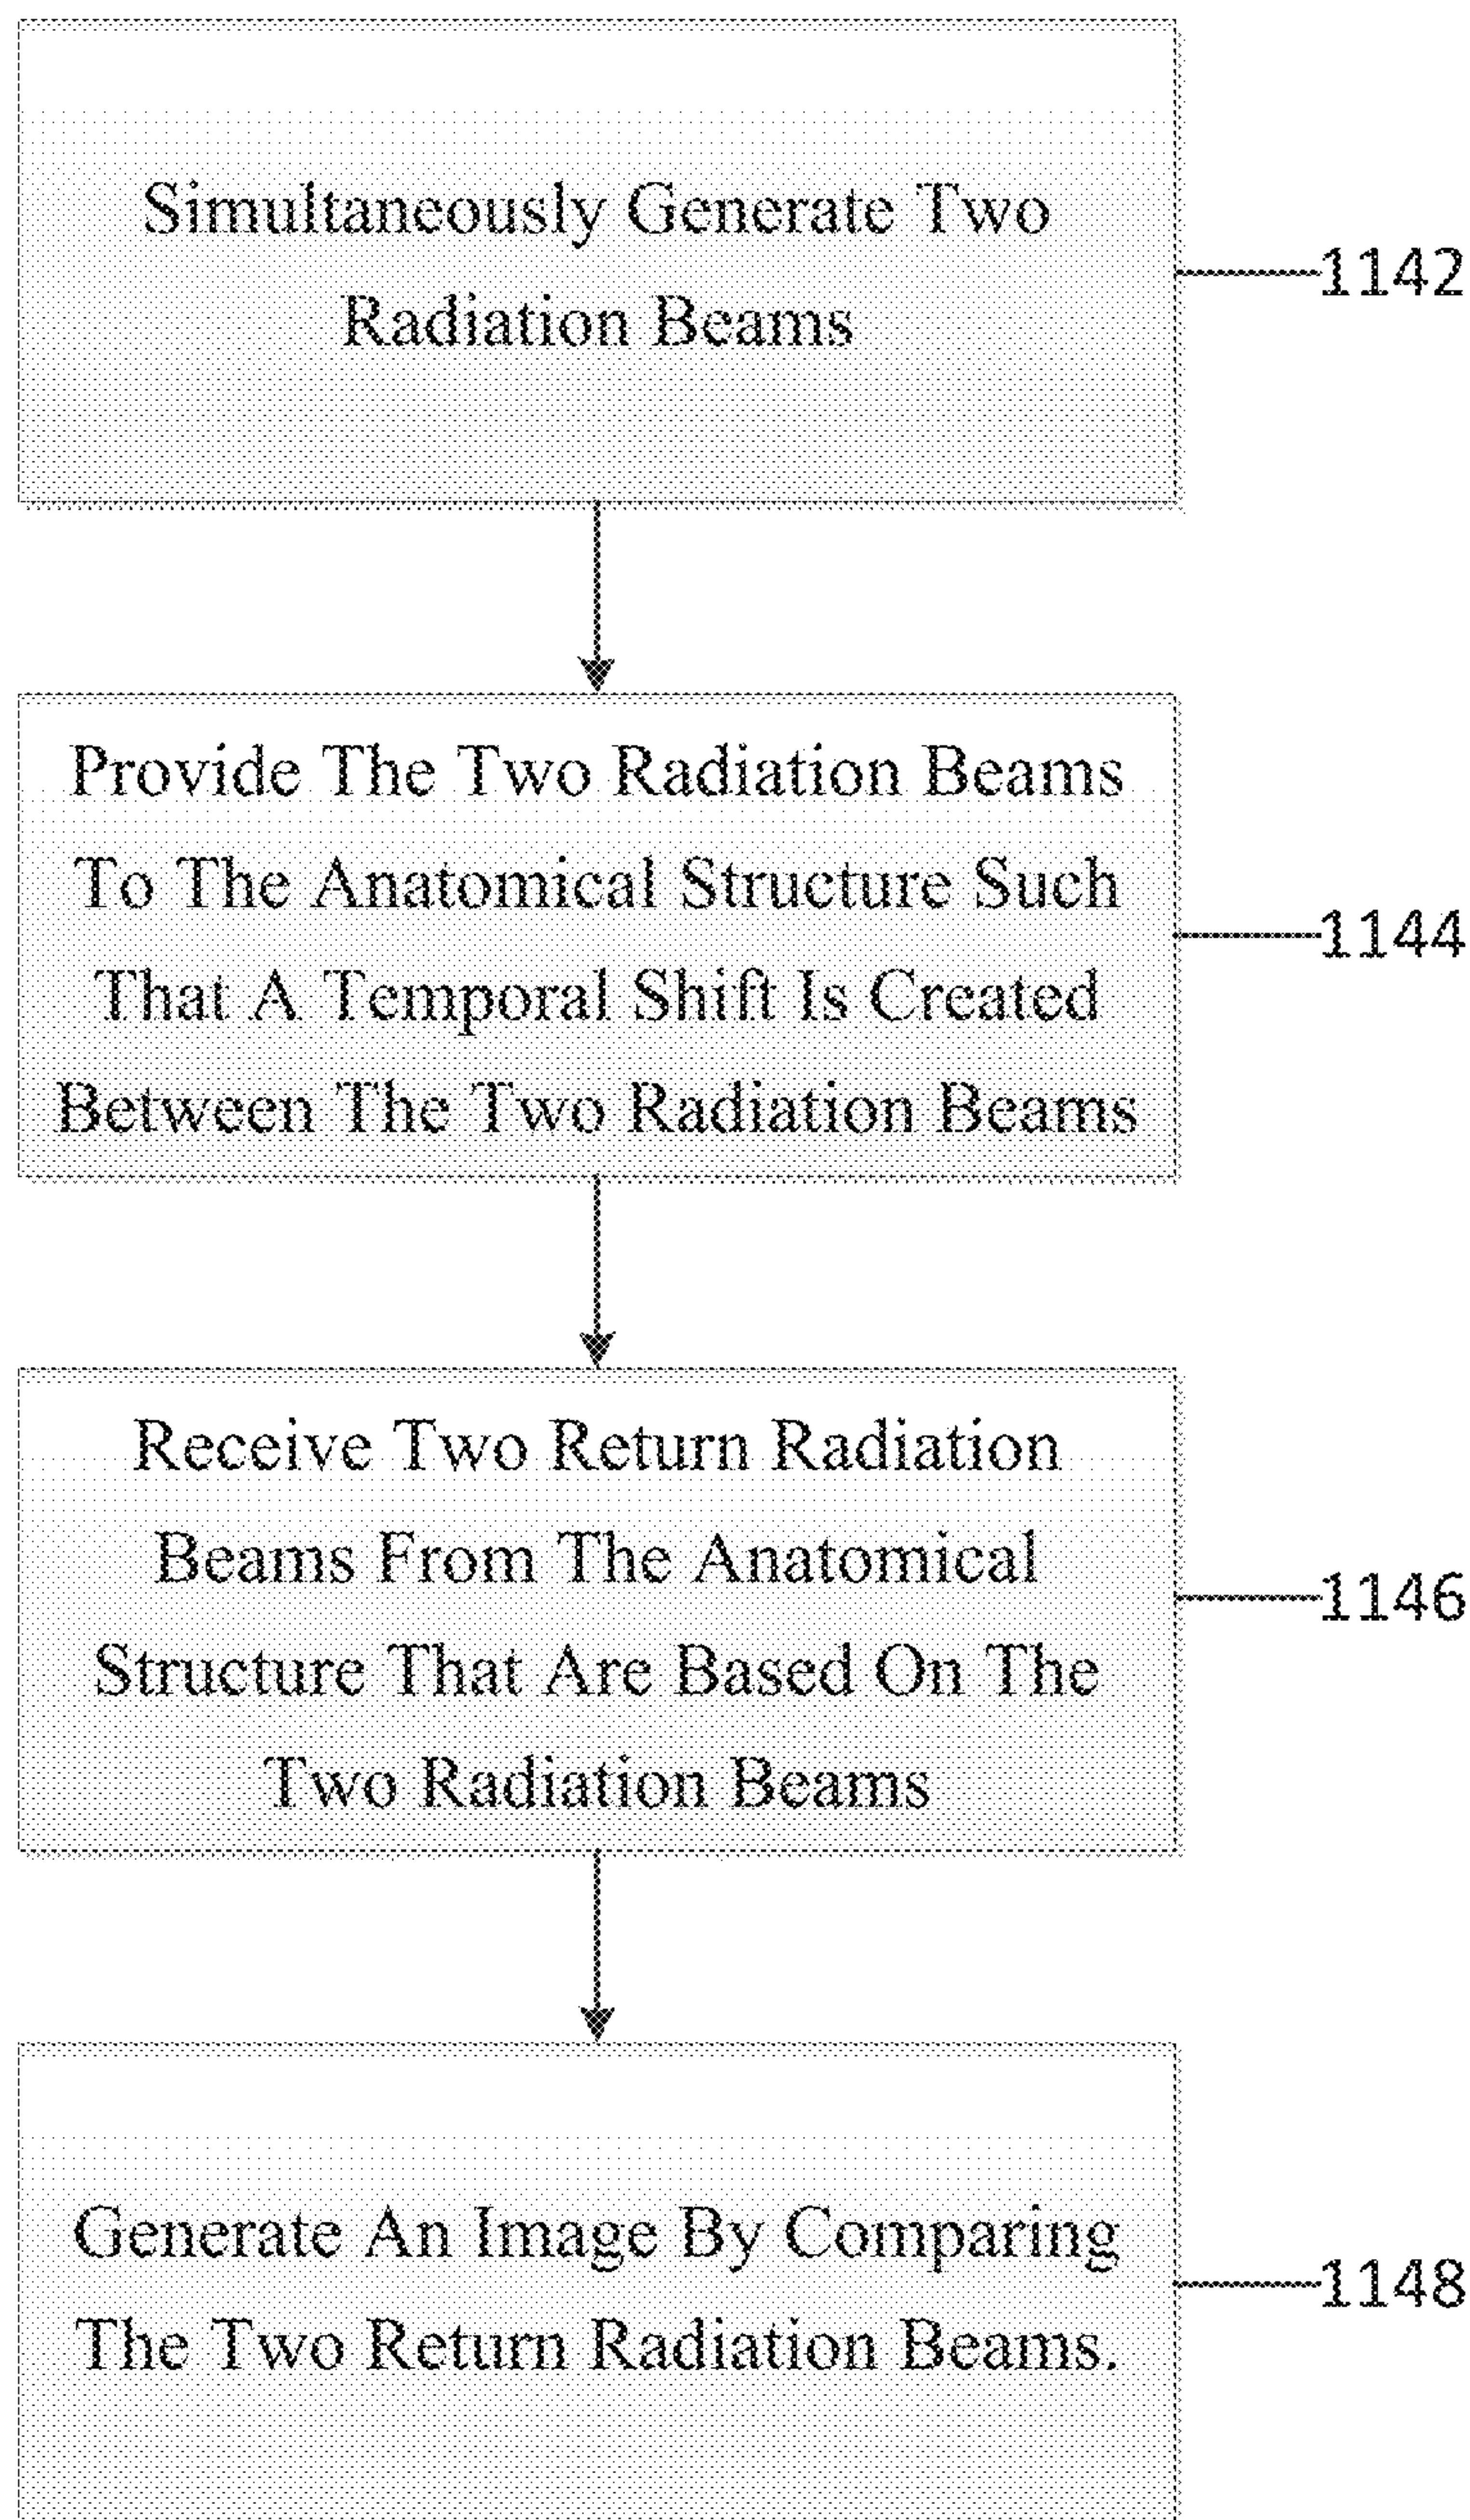 Simultaneously Generate Two
Radiation Beams
1142
Provide The Two Radiation Beams
To The Anatomical Structure Such
That A Temporal Shift Is Created
Between The Two Radiation Beams
1144
Receive Two Return Radiation
Beams From The Anatomical
Structure That Are Based On The
Two Radiation Beams
1146
Generate An Image By Comparing
The Two Return Radiation Beams.
1148